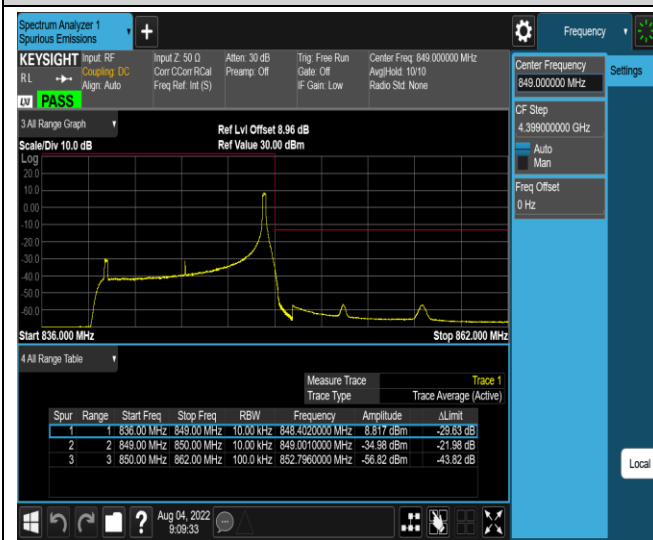 Spectrum Analyzer 1
Spurious Emissions
+
Frequency
KEYSIGHT
Input: RF
Coupling: DC
Align: Auto
Input Z: 50 Ω
Corr CCorr RCal
Freq Ref: Int (S)
Atten: 30 dB
Preamp: Off
Trig: Free Run
Gate: Off
IF Gain: Low
Center Freq: 849.000000 MHz
Avg|Hold: 10/10
Radio Std: None
RL
LXI PASS
Center Frequency
849.000000 MHz
Settings
CF Step
4.399000000 GHz
Auto
Man
Freq Offset
0 Hz
3 All Range Graph
Ref Lvl Offset 8.96 dB
Scale/Div 10.0 dB
Ref Value 30.00 dBm
Log
20.0
10.0
0.00
-10.0
-20.0
-30.0
-40.0
-50.0
-60.0
Start 836.000 MHz
Stop 862.000 MHz
4 All Range Table
Measure Trace Trace 1
Trace Type Trace Average (Active)
Spur Range Start Freq Stop Freq RBW Frequency Amplitude ΔLimit
1 1 836.00 MHz 849.00 MHz 10.00 kHz 848.4020000 MHz 8.817 dBm -29.63 dB
2 2 849.00 MHz 850.00 MHz 10.00 kHz 849.0010000 MHz -34.98 dBm -21.98 dB
3 3 850.00 MHz 862.00 MHz 100.0 kHz 852.7960000 MHz -56.82 dBm -43.82 dB
Local
?
Aug 04, 2022
9:09:33